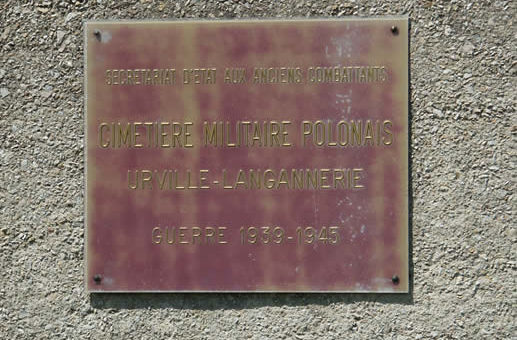 SECRETARIAT D'ETAT AUX ANCIENS COMBATTANTS
CIMETIERE MILITAIRE POLONAIS
URVILLE-LANGANNERIE
GUERRE 1939-1945